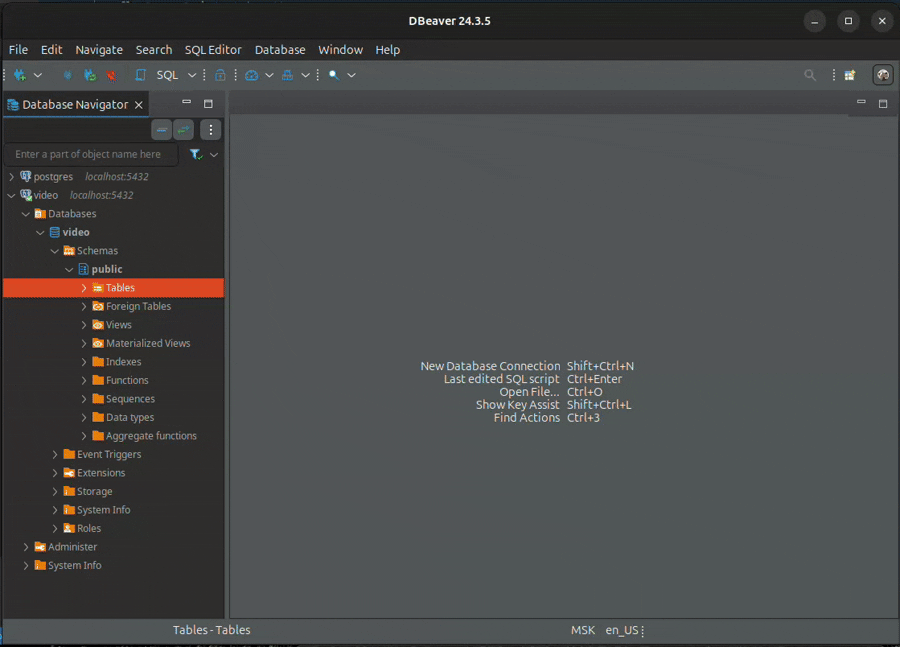 DBeaver 24.3.5
File Edit Navigate Search SQL Editor Database Window Help
SQL
Database Navigator
Enter a part of object name here
postgres localhost:5432
video localhost:5432
Databases
video
Schemas
public
Tables
Foreign Tables
Views
Materialized Views
Indexes
Functions
Sequences
Data types
Aggregate functions
Event Triggers
Extensions
Storage
System Info
Roles
Administer
System Info
New Database Connection Shift+Ctrl+N
Last edited SQL script Ctrl+Enter
Open File... Ctrl+O
Show Key Assist Shift+Ctrl+L
Find Actions Ctrl+3
Tables - Tables
MSK en_US